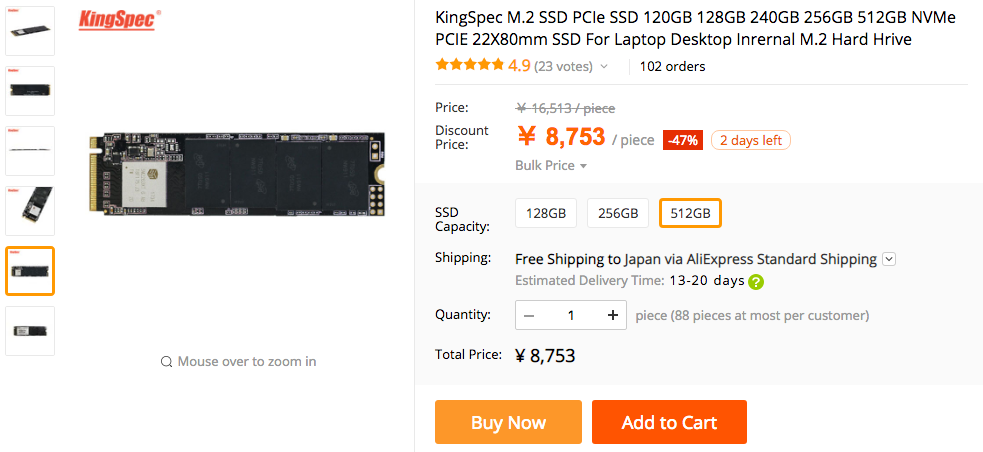 KingSpec
KingSpec M.2 SSD PCIe SSD 120GB 128GB 240GB 256GB 512GB NVMe
PCIE 22X80mm SSD For Laptop Desktop Inrernal M.2 Hard Hrive
4.9 (23 votes) 102 orders
Price: ¥ 16,513 / piece
Discount
Price: ¥ 8,753 / piece -47% 2 days left
Bulk Price
SSD
Capacity: 128GB 256GB 512GB
Shipping: Free Shipping to Japan via AliExpress Standard Shipping
Estimated Delivery Time: 13-20 days ?
Quantity: − 1 + piece (88 pieces at most per customer)
Total Price: ¥ 8,753
Mouse over to zoom in
Buy Now Add to Cart